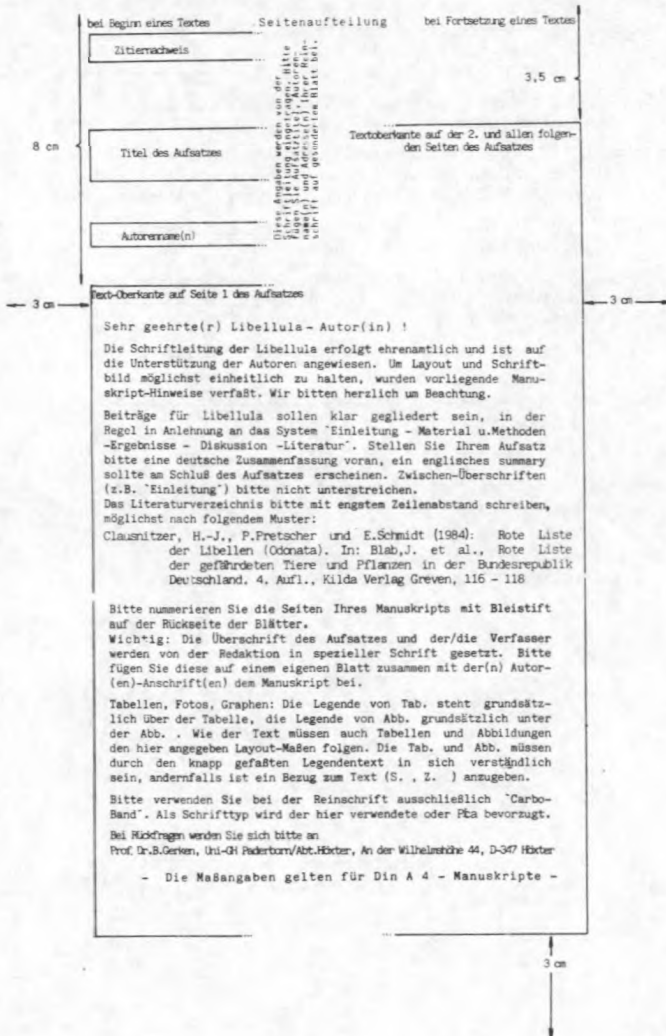 bei Beginn eines Textes
Seitenaufteilung
bei Fortsetzung eines Textes
Zitiernachweis
3,5 cm
8 cm
Titel des Aufsatzes
Diese Angaben werden von der
Schriftleitung eingetragen. Bitte
fügen Sie Aufsatztitel, Autoren-
name(n) und Adresse(n) Ihrer Rein-
schrift auf gesondertem Blatt bei.
Textoberkante auf der 2. und allen folgen-
den Seiten des Aufsatzes
Autorenname(n)
3 cm
Text-Oberkante auf Seite 1 des Aufsatzes
3 cm
Sehr geehrte(r) Libellula - Autor(in) !
Die Schriftleitung der Libellula erfolgt ehrenamtlich und ist auf
die Unterstützung der Autoren angewiesen. Um Layout und Schrift-
bild möglichst einheitlich zu halten, wurden vorliegende Manu-
skript-Hinweise verfaßt. Wir bitten herzlich um Beachtung.
Beiträge für Libellula sollen klar gegliedert sein, in der
Regel in Anlehnung an das System "Einleitung - Material u.Methoden
-Ergebnisse - Diskussion -Literatur". Stellen Sie Ihrem Aufsatz
bitte eine deutsche Zusammenfassung voran, ein englisches summary
sollte am Schluß des Aufsatzes erscheinen. Zwischen-Überschriften
(z.B. "Einleitung") bitte nicht unterstreichen.
Das Literaturverzeichnis bitte mit engstem Zeilenabstand schreiben,
möglichst nach folgendem Muster:
Clausnitzer, H.-J., P.Pretscher und E.Schmidt (1984): Rote Liste
der Libellen (Odonata). In: Blab,J. et al., Rote Liste
der gefährdeten Tiere und Pflanzen in der Bundesrepublik
Deutschland. 4. Aufl., Kilda Verlag Greven, 116 - 118
Bitte nummerieren Sie die Seiten Ihres Manuskripts mit Bleistift
auf der Rückseite der Blätter.
Wichtig: Die Überschrift des Aufsatzes und der/die Verfasser
werden von der Redaktion in spezieller Schrift gesetzt. Bitte
fügen Sie diese auf einem eigenen Blatt zusammen mit der(n) Autor-
(en)-Anschrift(en) dem Manuskript bei.
Tabellen, Fotos, Graphen: Die Legende von Tab. steht grundsätz-
lich über der Tabelle, die Legende von Abb. grundsätzlich unter
der Abb. . Wie der Text müssen auch Tabellen und Abbildungen
den hier angegeben Layout-Maßen folgen. Die Tab. und Abb. müssen
durch den knapp gefaßten Legendentext in sich verständlich
sein, andernfalls ist ein Bezug zum Text (S. , Z. ) anzugeben.
Bitte verwenden Sie bei der Reinschrift ausschließlich "Carbo-
Band". Als Schrifttyp wird der hier verwendete oder Pica bevorzugt.
Bei Rückfragen wenden Sie sich bitte an
Prof. Dr.B.Gerken, Uni-GH Paderborn/Abt.Höxter, An der Wilhelmshöhe 44, D-347 Höxter
- Die Maßangaben gelten für Din A 4 - Manuskripte -
3 cm